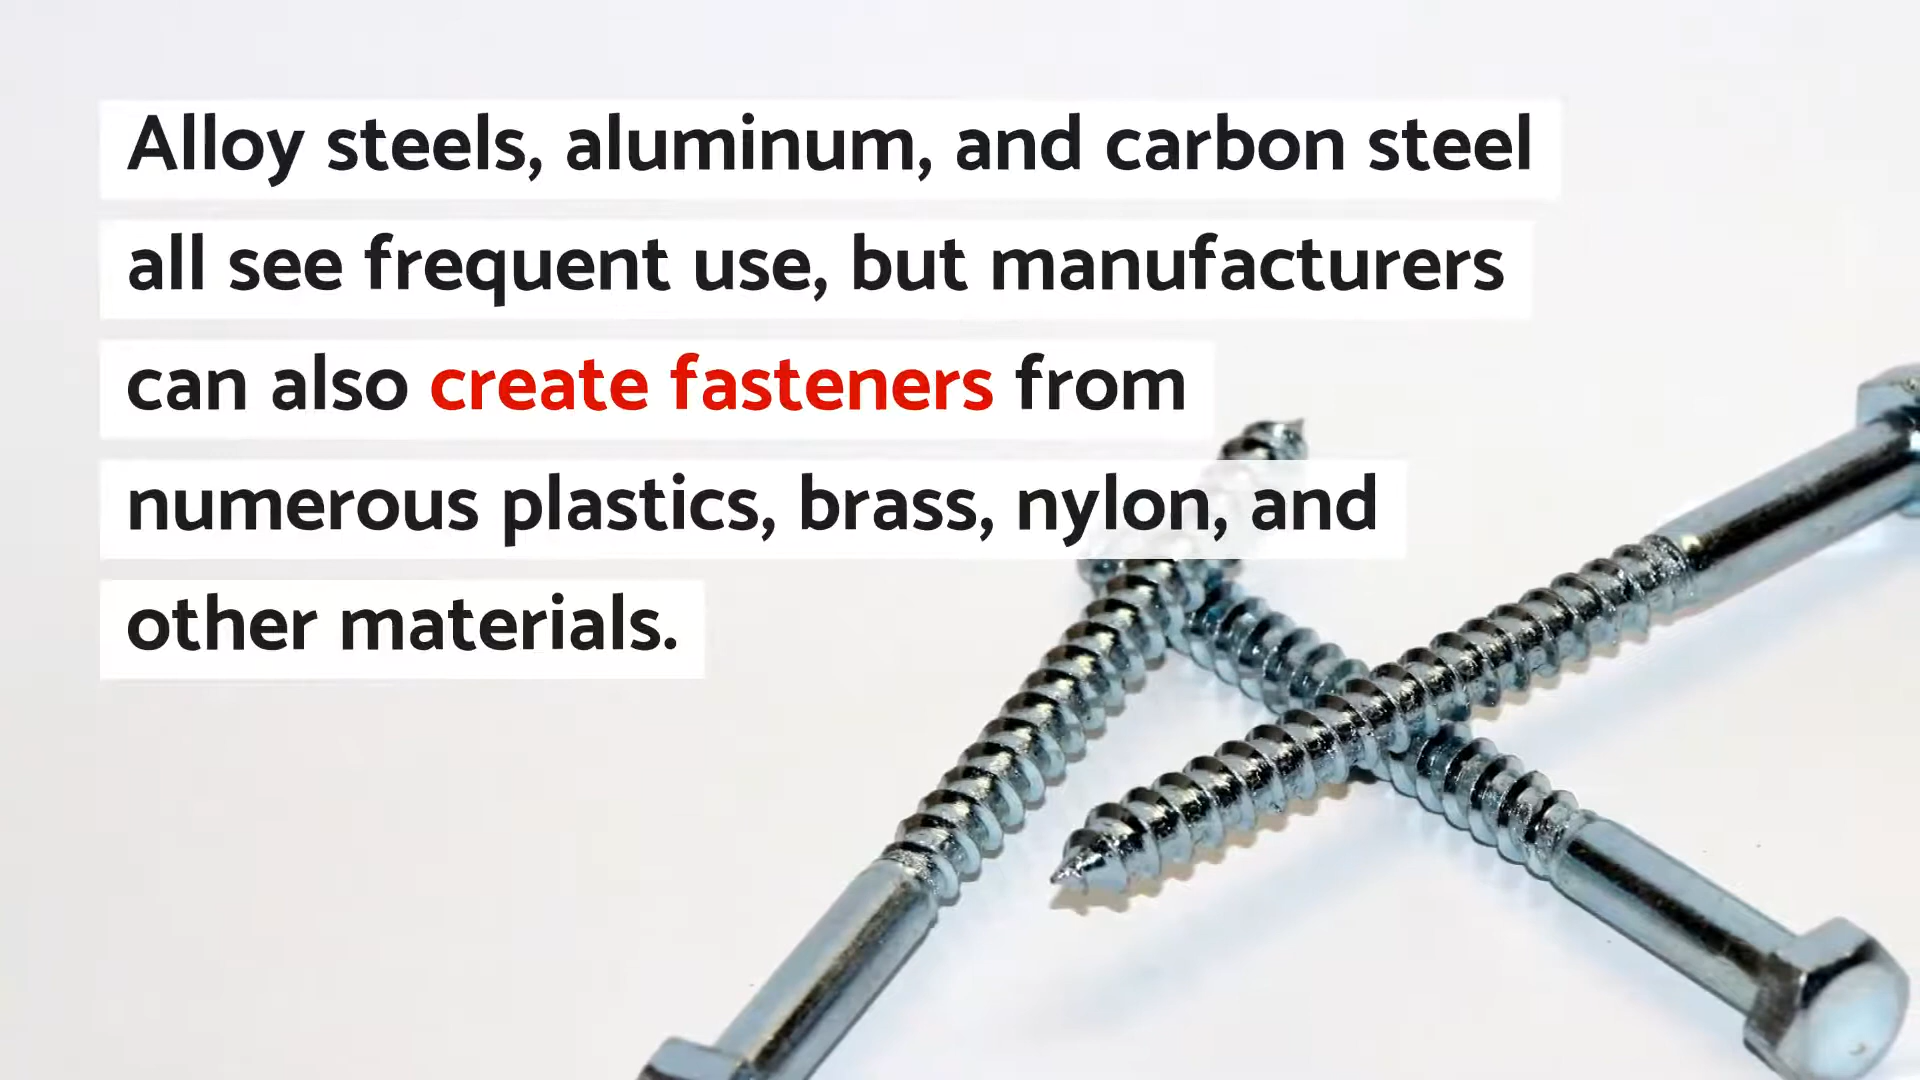 Alloy steels, aluminum, and carbon steel
all see frequent use, but manufacturers
can also create fasteners from
numerous plastics, brass, nylon, and
other materials.